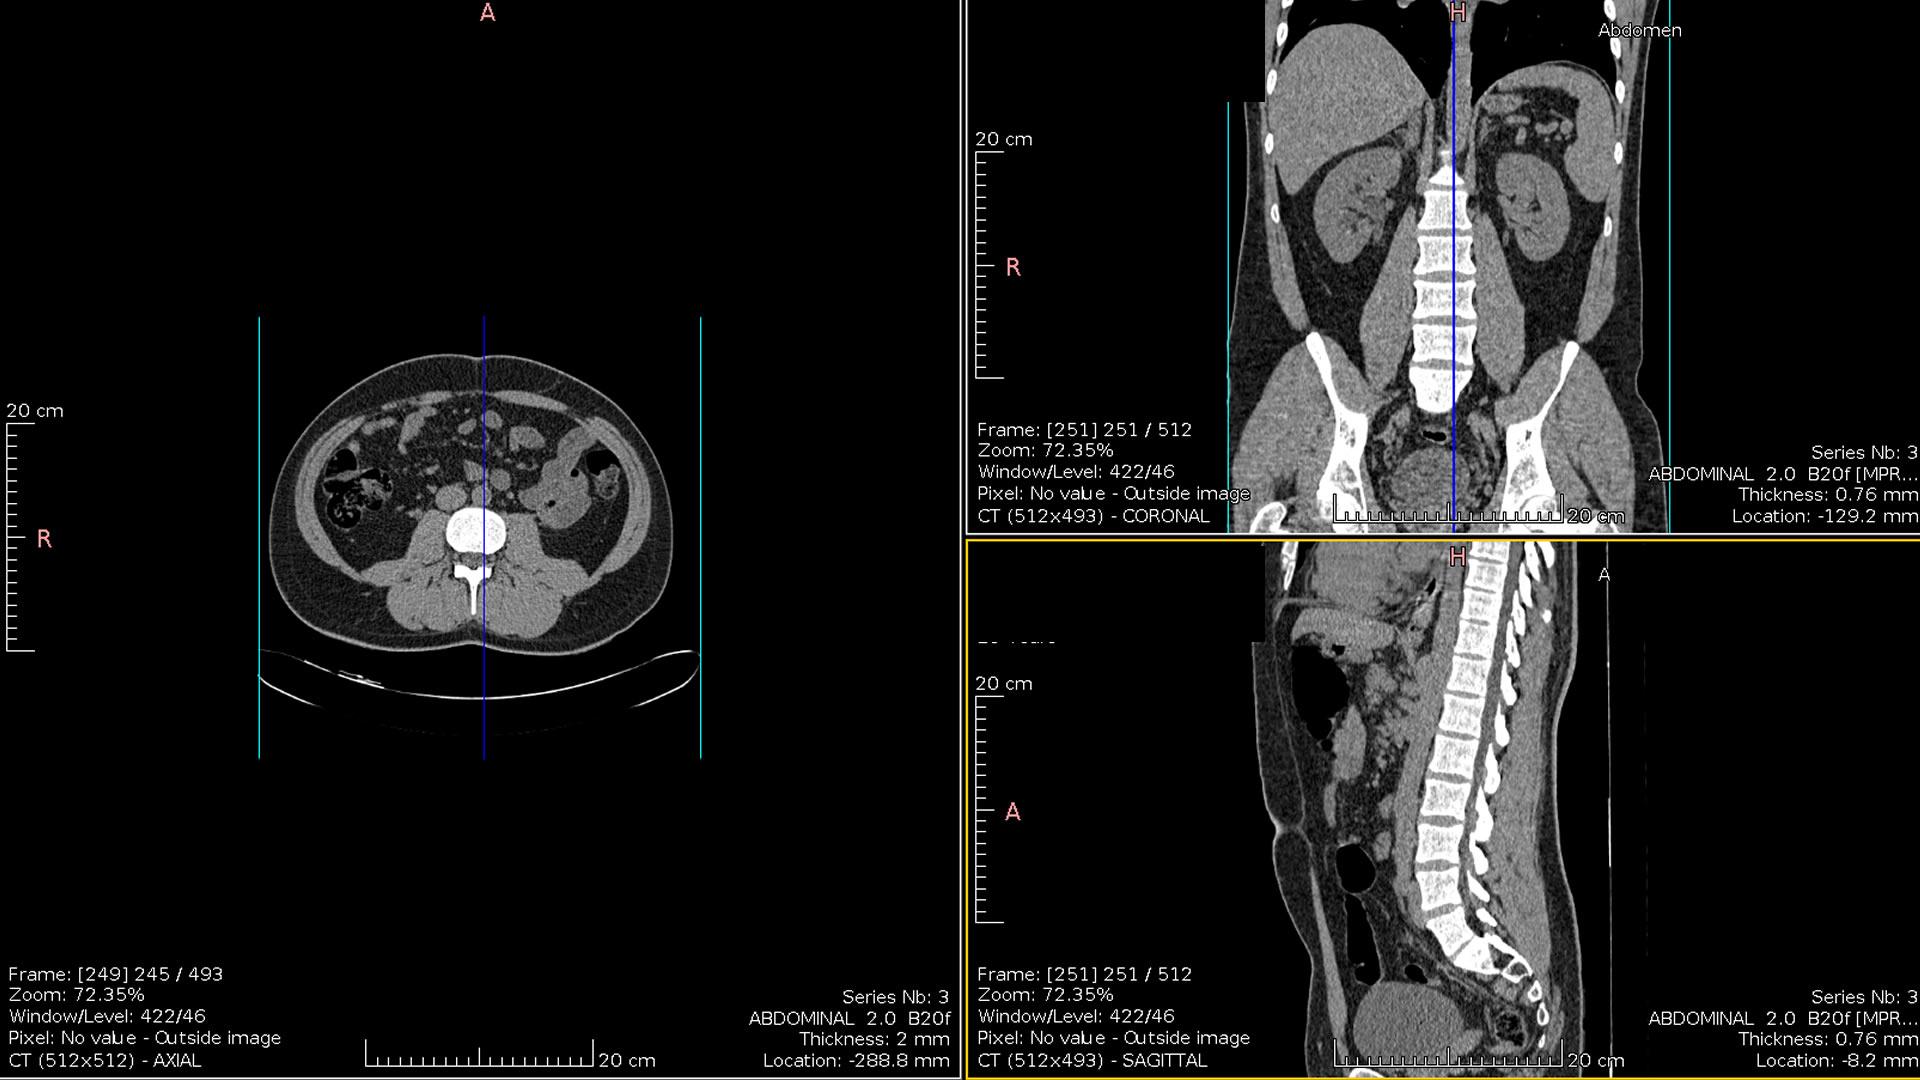 A
20 cm
R
Frame: [249] 245 / 493
Zoom: 72.35%
Window/Level: 422/46
Pixel: No value - Outside image
CT (512x512) - AXIAL
20 cm
Series Nb: 3
ABDOMINAL 2.0 B20f
Thickness: 2 mm
Location: -288.8 mm
H
Abdomen
20 cm
R
Frame: [251] 251 / 512
Zoom: 72.35%
Window/Level: 422/46
Pixel: No value - Outside image
CT (512x493) - CORONAL
20 cm
Series Nb: 3
ABDOMINAL 2.0 B20f [MPR...
Thickness: 0.76 mm
Location: -129.2 mm
H
A
20 cm
A
Frame: [251] 251 / 512
Zoom: 72.35%
Window/Level: 422/46
Pixel: No value - Outside image
CT (512x493) - SAGITTAL
20 cm
Series Nb: 3
ABDOMINAL 2.0 B20f [MPR...
Thickness: 0.76 mm
Location: -8.2 mm